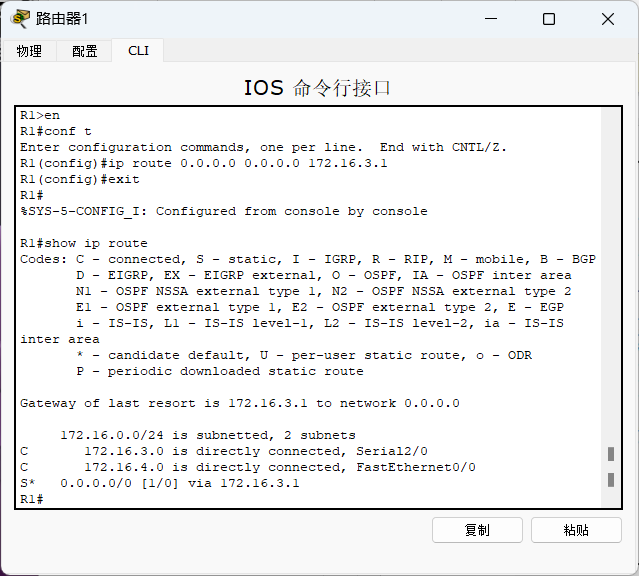 路由器1
物理 配置 CLI
IOS 命令行接口
R1>en
R1#conf t
Enter configuration commands, one per line.  End with CNTL/Z.
R1(config)#ip route 0.0.0.0 0.0.0.0 172.16.3.1
R1(config)#exit
R1#
%SYS-5-CONFIG_I: Configured from console by console
R1#show ip route
Codes: C - connected, S - static, I - IGRP, R - RIP, M - mobile, B - BGP
       D - EIGRP, EX - EIGRP external, O - OSPF, IA - OSPF inter area
       N1 - OSPF NSSA external type 1, N2 - OSPF NSSA external type 2
       E1 - OSPF external type 1, E2 - OSPF external type 2, E - EGP
       i - IS-IS, L1 - IS-IS level-1, L2 - IS-IS level-2, ia - IS-IS
inter area
       * - candidate default, U - per-user static route, o - ODR
       P - periodic downloaded static route
Gateway of last resort is 172.16.3.1 to network 0.0.0.0
     172.16.0.0/24 is subnetted, 2 subnets
C       172.16.3.0 is directly connected, Serial2/0
C       172.16.4.0 is directly connected, FastEthernet0/0
S*   0.0.0.0/0 [1/0] via 172.16.3.1
R1#
复制 粘贴